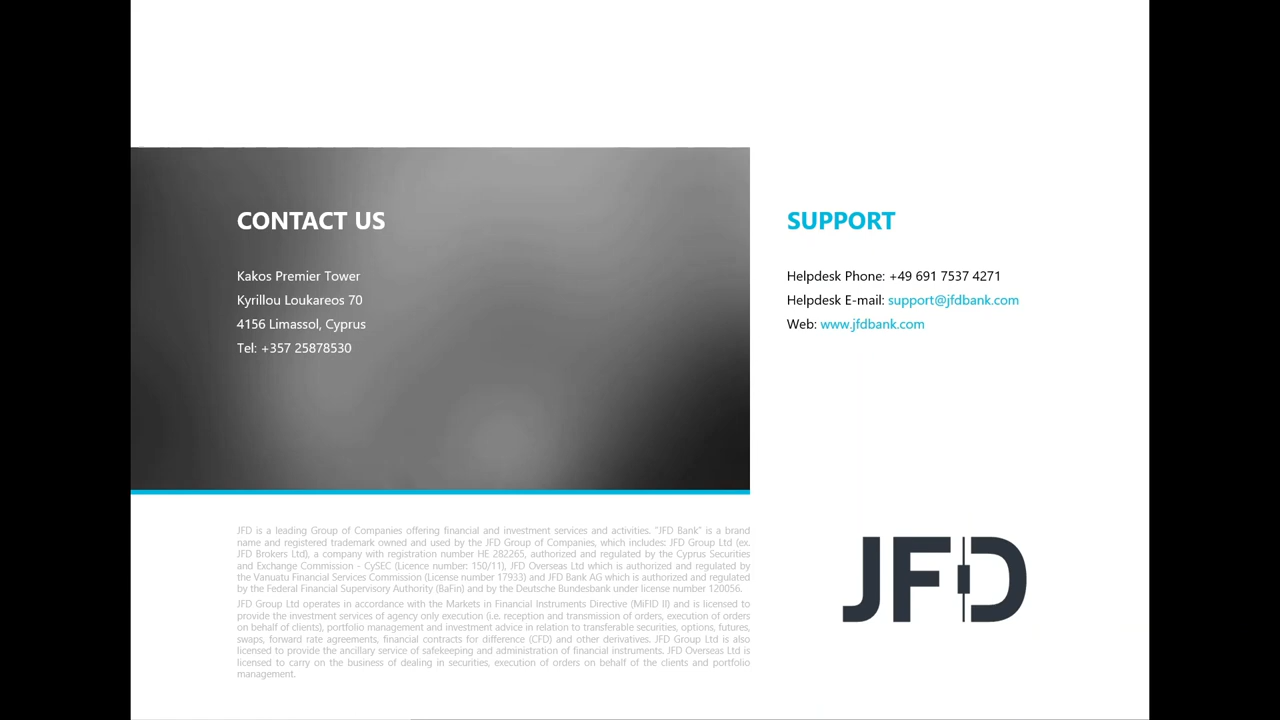 CONTACT US
Kakos Premier Tower
Kyrillou Loukareos 70
4156 Limassol, Cyprus
Tel: +357 25878530
SUPPORT
Helpdesk Phone: +49 691 7537 4271
Helpdesk E-mail: support@jfdbank.com
Web: www.jfdbank.com
JFD is a leading Group of Companies offering financial and investment services and activities. "JFD Bank" is a brand
name and registered trademark owned and used by the JFD Group of Companies, which includes: JFD Group Ltd (ex.
JFD Brokers Ltd), a company with registration number HE 282265, authorized and regulated by the Cyprus Securities
and Exchange Commission - CySEC (Licence number: 150/11), JFD Overseas Ltd which is authorized and regulated by
the Vanuatu Financial Services Commission (License number 17933) and JFD Bank AG which is authorized and regulated
by the Federal Financial Supervisory Authority (BaFin) and by the Deutsche Bundesbank under license number 120056.
JFD Group Ltd operates in accordance with the Markets in Financial Instruments Directive (MiFID II) and is licensed to
provide the investment services of agency only execution (i.e. reception and transmission of orders, execution of orders
on behalf of clients), portfolio management and investment advice in relation to transferable securities, options, futures,
swaps, forward rate agreements, financial contracts for difference (CFD) and other derivatives. JFD Group Ltd is also
licensed to provide the ancillary service of safekeeping and administration of financial instruments. JFD Overseas Ltd is
licensed to carry on the business of dealing in securities, execution of orders on behalf of the clients and portfolio
management.
JFD